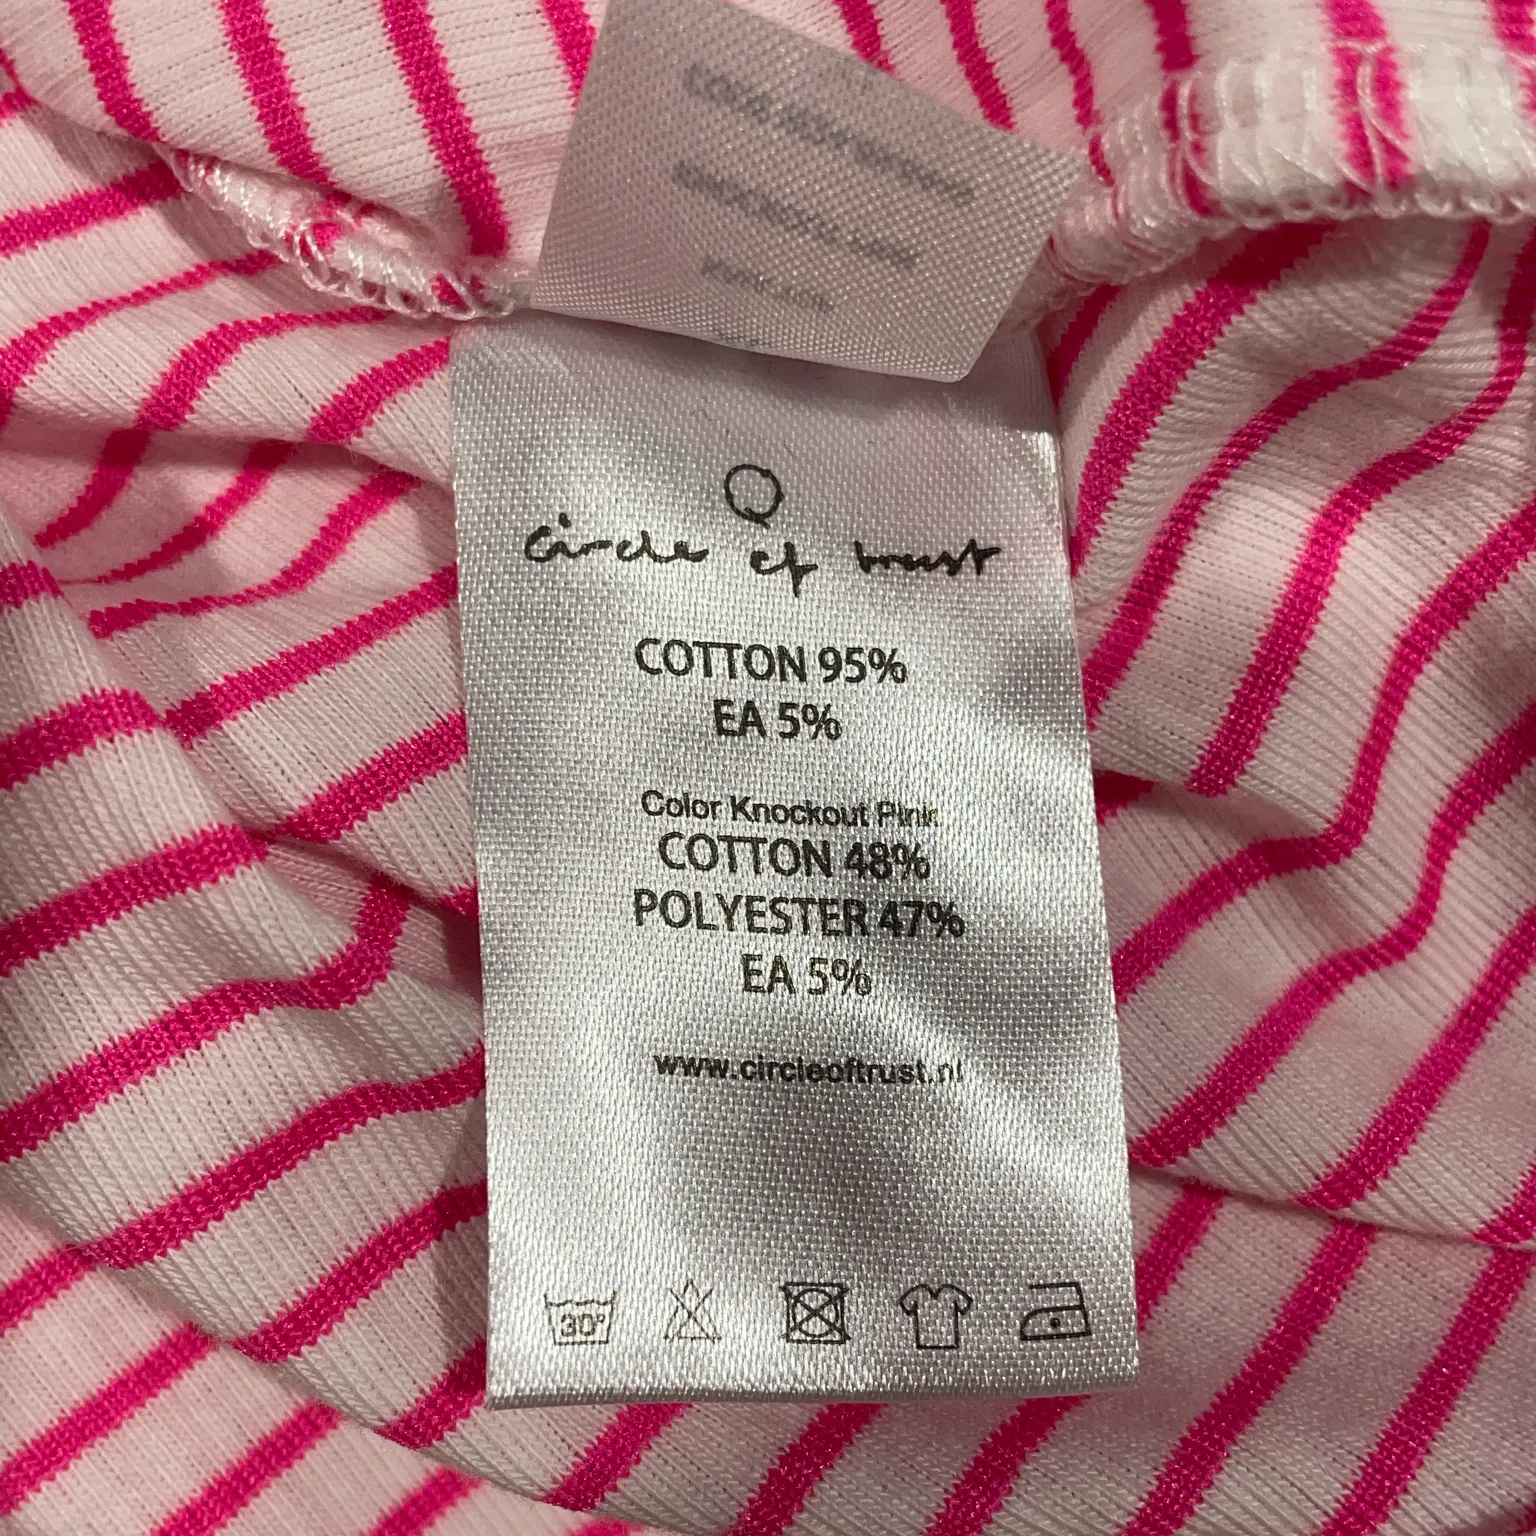 circle of trust
COTTON 95%
EA 5%
Color Knockout Pink
COTTON 48%
POLYESTER 47%
EA 5%
www.circleoftrust.nl
30°